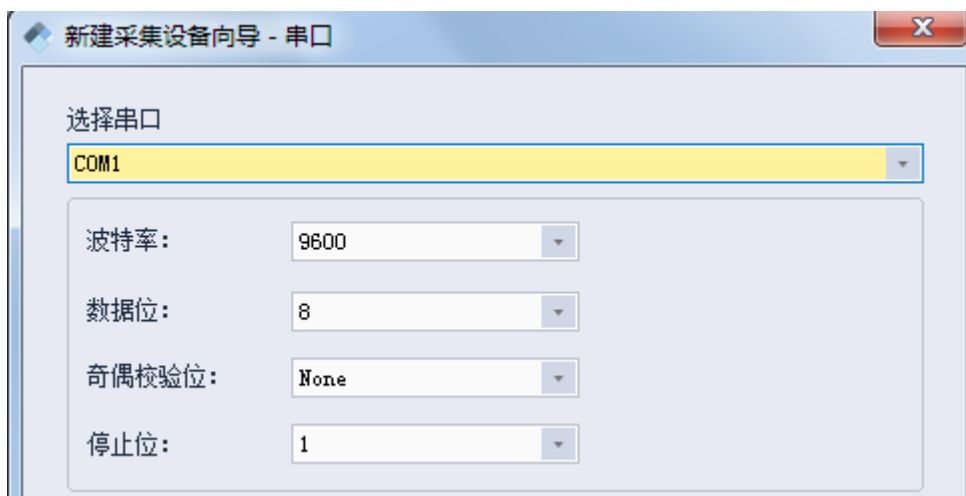 新建采集设备向导 - 串口
选择串口
COM1
波特率: 9600
数据位: 8
奇偶校验位: None
停止位: 1